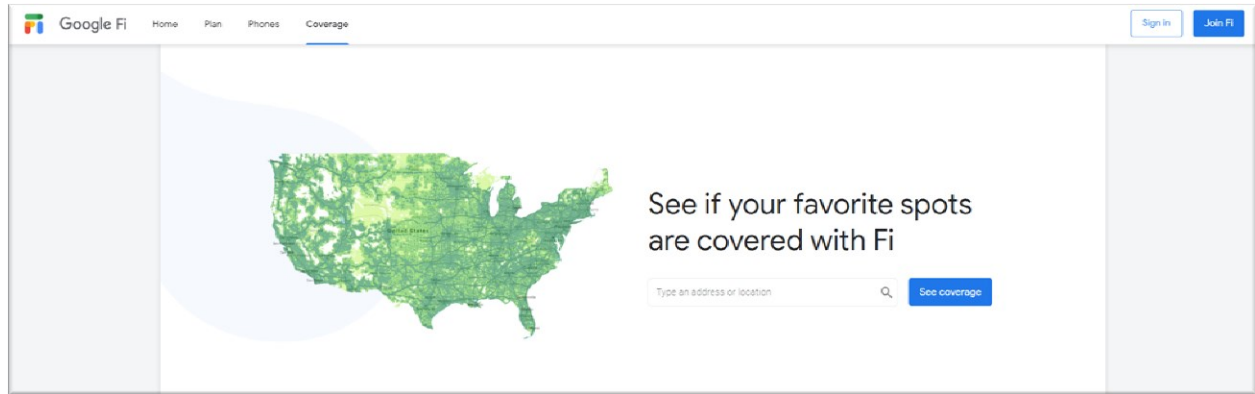 Google Fi
Home
Plan
Phones
Coverage
Sign in
Join Fi
United States
See if your favorite spots
are covered with Fi
Type an address or location
See coverage